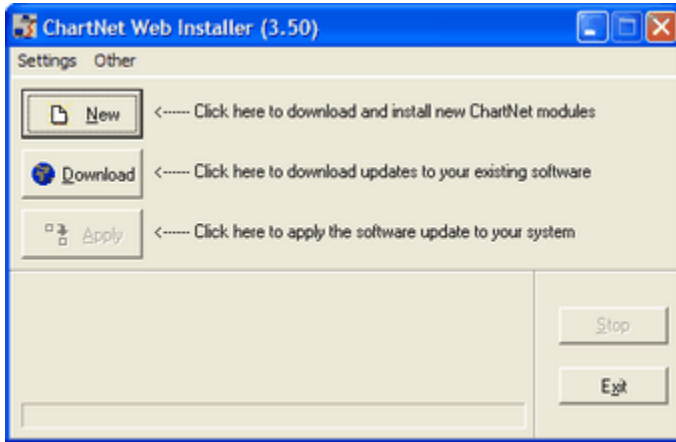 ChartNet Web Installer (3.50)
Settings Other
New <------ Click here to download and install new ChartNet modules
Download <------ Click here to download updates to your existing software
Apply <------ Click here to apply the software update to your system
Stop
Exit